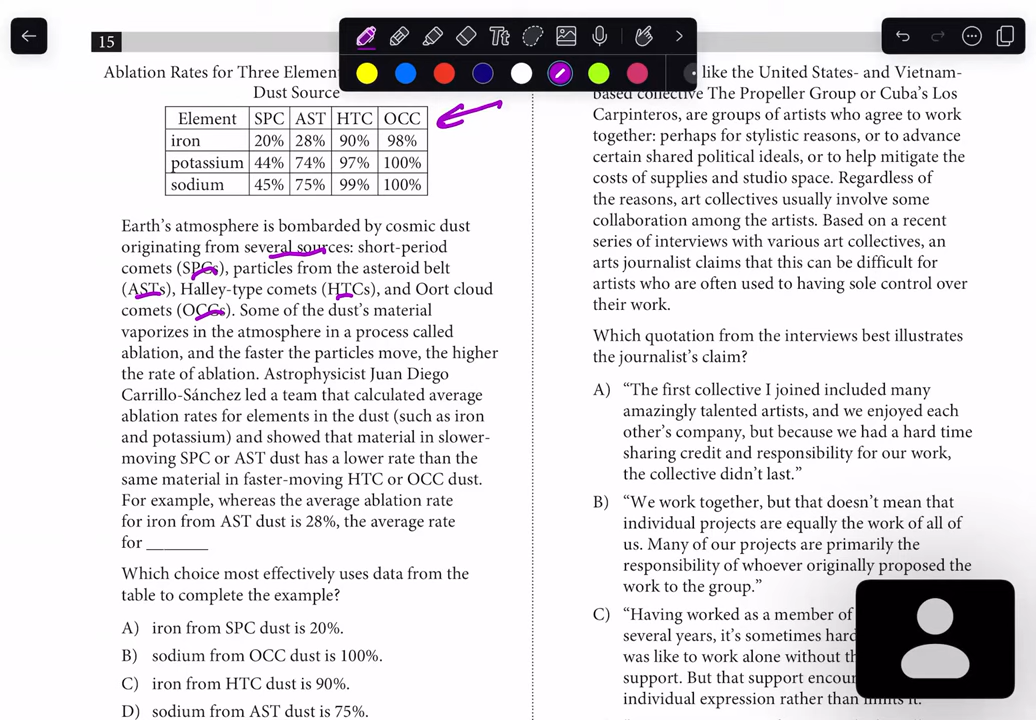 15
Tt
Ablation Rates for Three Elemen
Dust Source
Element SPC AST HTC OCC
iron 20% 28% 90% 98%
potassium 44% 74% 97% 100%
sodium 45% 75% 99% 100%
Earth's atmosphere is bombarded by cosmic dust
originating from several sources: short-period
comets (SPCs), particles from the asteroid belt
(ASTs), Halley-type comets (HTCs), and Oort cloud
comets (OCCs). Some of the dust's material
vaporizes in the atmosphere in a process called
ablation, and the faster the particles move, the higher
the rate of ablation. Astrophysicist Juan Diego
Carrillo-Sánchez led a team that calculated average
ablation rates for elements in the dust (such as iron
and potassium) and showed that material in slower-
moving SPC or AST dust has a lower rate than the
same material in faster-moving HTC or OCC dust.
For example, whereas the average ablation rate
for iron from AST dust is 28%, the average rate
for ______
Which choice most effectively uses data from the
table to complete the example?
A) iron from SPC dust is 20%.
B) sodium from OCC dust is 100%.
C) iron from HTC dust is 90%.
D) sodium from AST dust is 75%.
like the United States- and Vietnam-
based collective The Propeller Group or Cuba's Los
Carpinteros, are groups of artists who agree to work
together: perhaps for stylistic reasons, or to advance
certain shared political ideals, or to help mitigate the
costs of supplies and studio space. Regardless of
the reasons, art collectives usually involve some
collaboration among the artists. Based on a recent
series of interviews with various art collectives, an
arts journalist claims that this can be difficult for
artists who are often used to having sole control over
their work.
Which quotation from the interviews best illustrates
the journalist's claim?
A) "The first collective I joined included many
amazingly talented artists, and we enjoyed each
other's company, but because we had a hard time
sharing credit and responsibility for our work,
the collective didn't last."
B) "We work together, but that doesn't mean that
individual projects are equally the work of all of
us. Many of our projects are primarily the
responsibility of whoever originally proposed the
work to the group."
C) "Having worked as a member of
several years, it's sometimes hard
was like to work alone without th
support. But that support encour
individual expression rather than limits it.